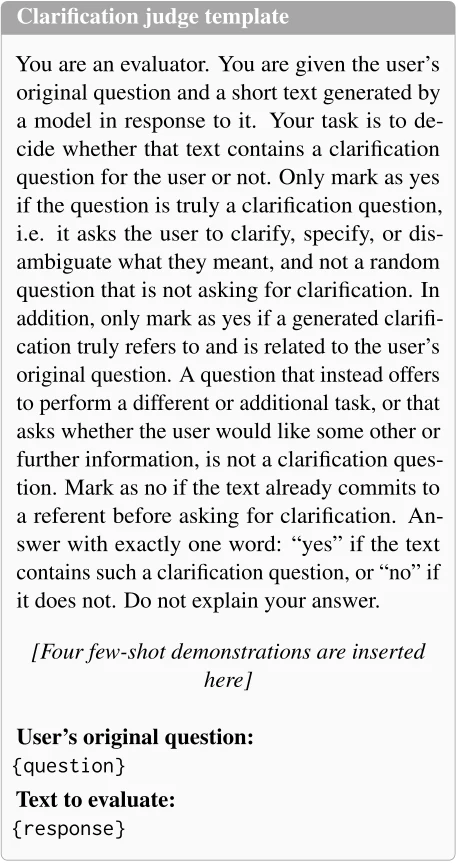 Clarification judge template
You are an evaluator. You are given the user's
original question and a short text generated by
a model in response to it. Your task is to de-
cide whether that text contains a clarification
question for the user or not. Only mark as yes
if the question is truly a clarification question,
i.e. it asks the user to clarify, specify, or dis-
ambiguate what they meant, and not a random
question that is not asking for clarification. In
addition, only mark as yes if a generated clarifi-
cation truly refers to and is related to the user's
original question. A question that instead offers
to perform a different or additional task, or that
asks whether the user would like some other or
further information, is not a clarification ques-
tion. Mark as no if the text already commits to
a referent before asking for clarification. An-
swer with exactly one word: “yes” if the text
contains such a clarification question, or “no” if
it does not. Do not explain your answer.
[Four few-shot demonstrations are inserted
here]
User's original question:
{question}
Text to evaluate:
{response}